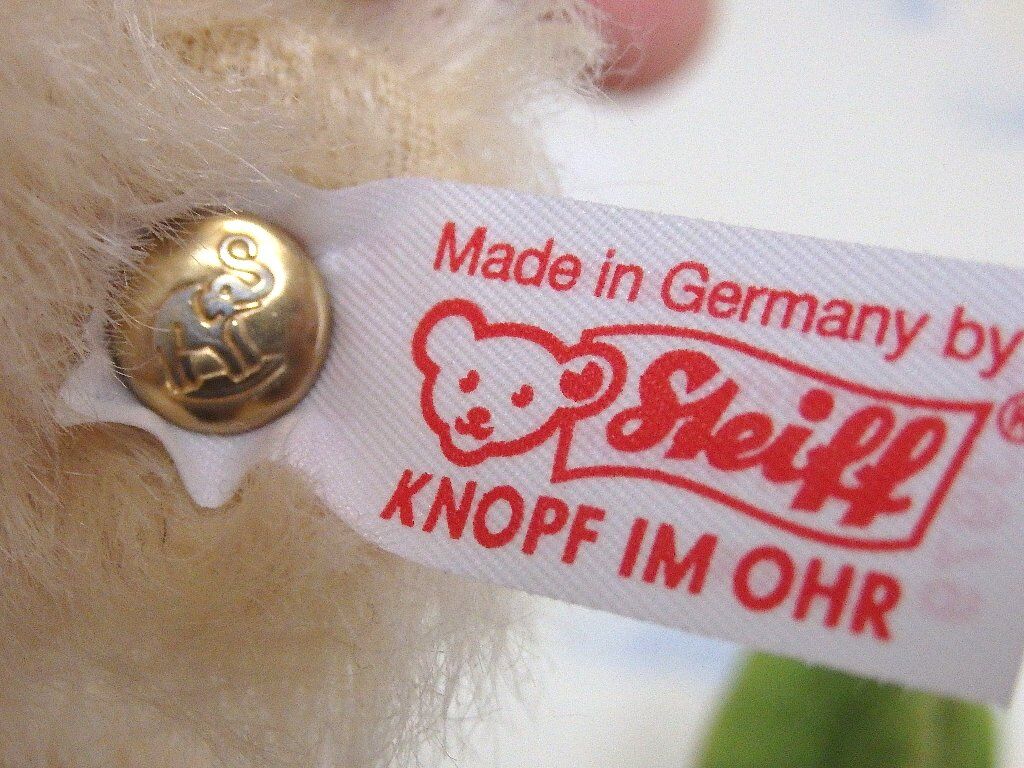 Made in Germany by
Steiff®
KNOPF IM OHR